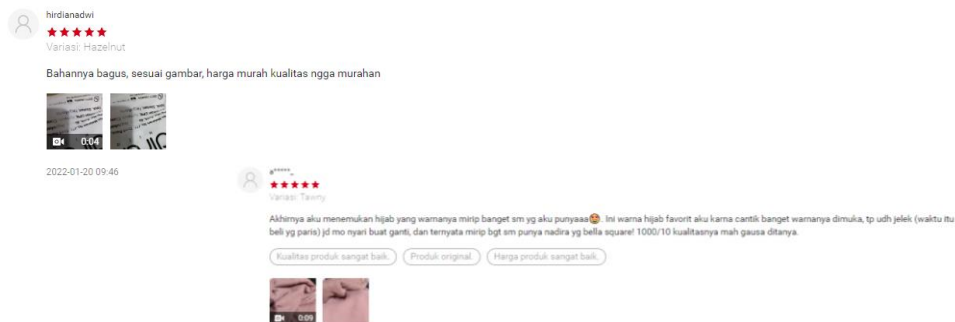 hirdianadwi
Variasi: Hazelnut
Bahannya bagus, sesuai gambar, harga murah kualitas ngga murahan
0:04
2022-01-20 09:46
Variasi: Tawny
Akhirnya aku menemukan hijab yang warnanya mirip banget sm yg aku punyaaa🤩. Ini warna hijab favorit aku karna cantik banget warnanya dimuka, tp udh jelek (waktu itu
beli yg paris) jd mo nyari buat ganti, dan ternyata mirip bgt sm punya nadira yg bella square! 1000/10 kualitasnya mah gausa ditanya.
Kualitas produk sangat baik. Produk original. Harga produk sangat baik.
0:09